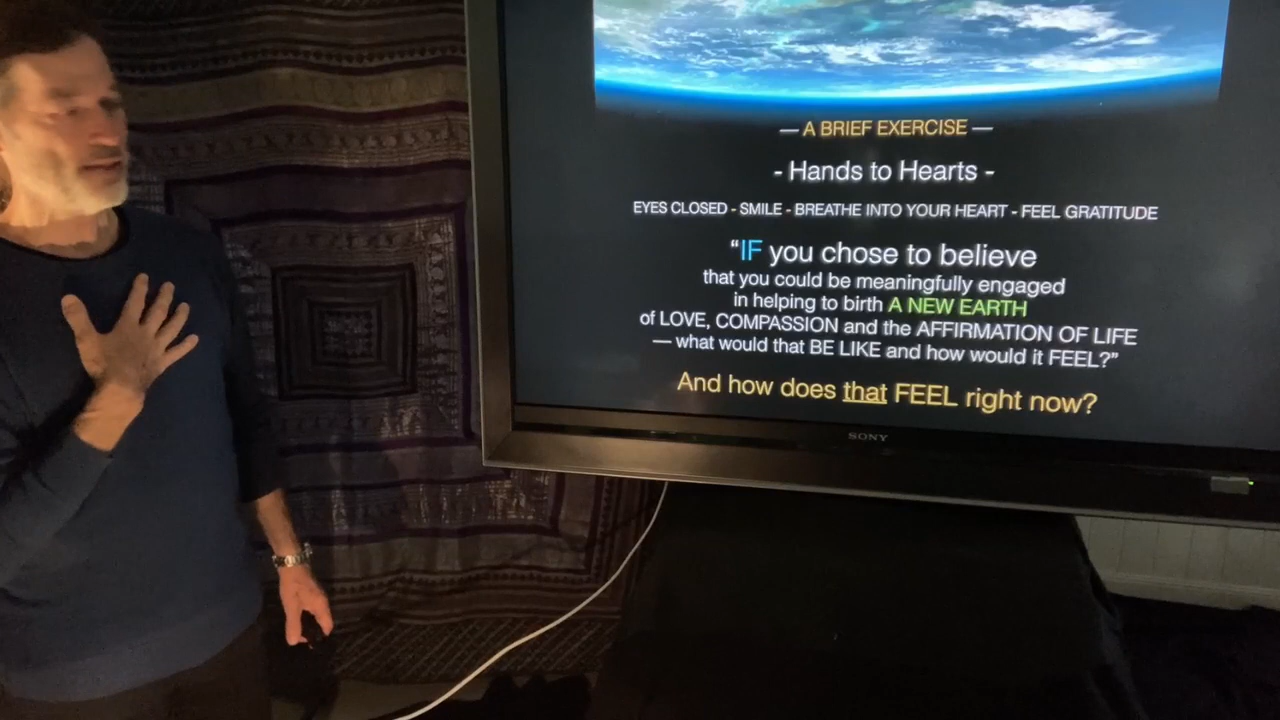 — A BRIEF EXERCISE —
- Hands to Hearts -
EYES CLOSED - SMILE - BREATHE INTO YOUR HEART - FEEL GRATITUDE
“IF you chose to believe
that you could be meaningfully engaged
in helping to birth A NEW EARTH
of LOVE, COMPASSION and the AFFIRMATION OF LIFE
— what would that BE LIKE and how would it FEEL?”
And how does that FEEL right now?
SONY